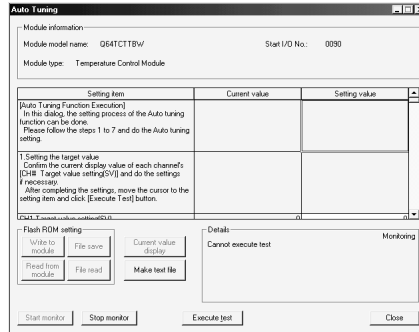 Auto Tuning
Module information
Module model name: Q64TCTTBW Start I/O No.: 0090
Module type: Temperature Control Module
Setting item Current value Setting value
[Auto Tuning Function Execution]
In this dialog, the setting process of the Auto tuning
function can be done.
Please follow the steps 1 to 7 and do the Auto tuning
setting.
1.Setting the target value
Confirm the current display value of each channel's
[CH# Target value setting(SV)] and do the settings
if necessary.
After completing the settings, move the cursor to the
setting item and click [Execute Test] button.
CH1 Target value setting(SV) 0 0
Flash ROM setting
Write to
module
File save
Read from
module
File read
Current value
display
Make text file
Details
Monitoring
Cannot execute test
Start monitor Stop monitor Execute test Close